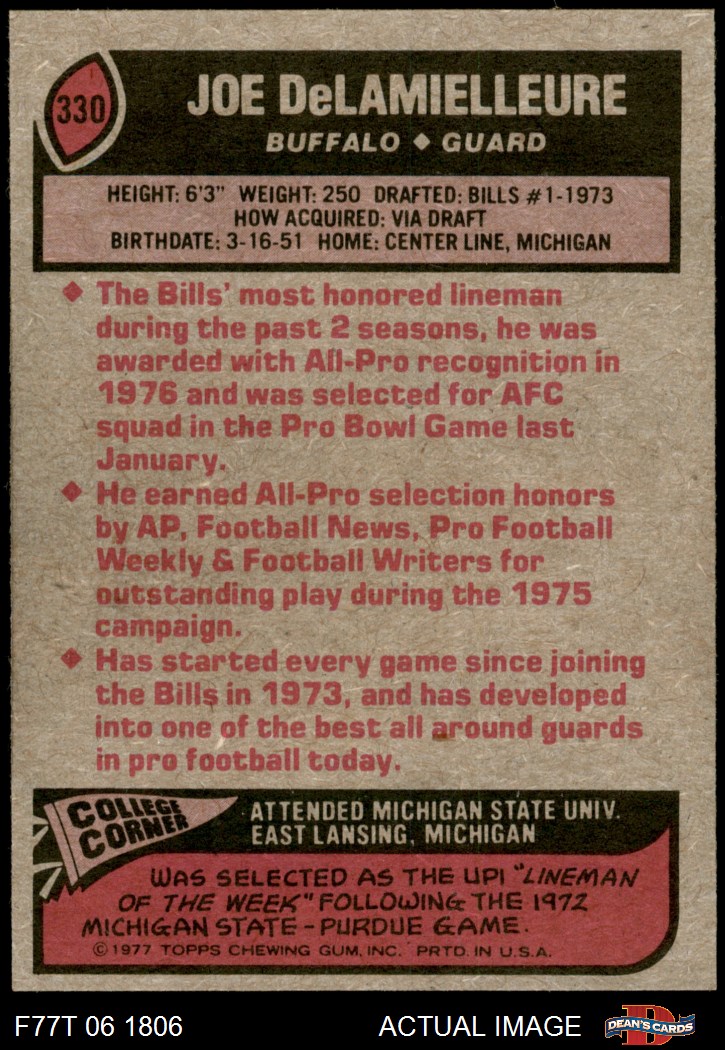 330
JOE DeLAMIELLEURE
BUFFALO ◆ GUARD
HEIGHT: 6'3" WEIGHT: 250 DRAFTED: BILLS #1-1973
HOW ACQUIRED: VIA DRAFT
BIRTHDATE: 3-16-51 HOME: CENTER LINE, MICHIGAN
◆ The Bills' most honored lineman
during the past 2 seasons, he was
awarded with All-Pro recognition in
1976 and was selected for AFC
squad in the Pro Bowl Game last
January.
◆ He earned All-Pro selection honors
by AP, Football News, Pro Football
Weekly & Football Writers for
outstanding play during the 1975
campaign.
◆ Has started every game since joining
the Bills in 1973, and has developed
into one of the best all around guards
in pro football today.
COLLEGE
CORNER
ATTENDED MICHIGAN STATE UNIV.
EAST LANSING, MICHIGAN
WAS SELECTED AS THE UPI "LINEMAN
OF THE WEEK" FOLLOWING THE 1972
MICHIGAN STATE - PURDUE GAME.
© 1977 TOPPS CHEWING GUM, INC. PRTD. IN U.S.A.
F77T 06 1806 ACTUAL IMAGE
D
DEAN'S CARDS